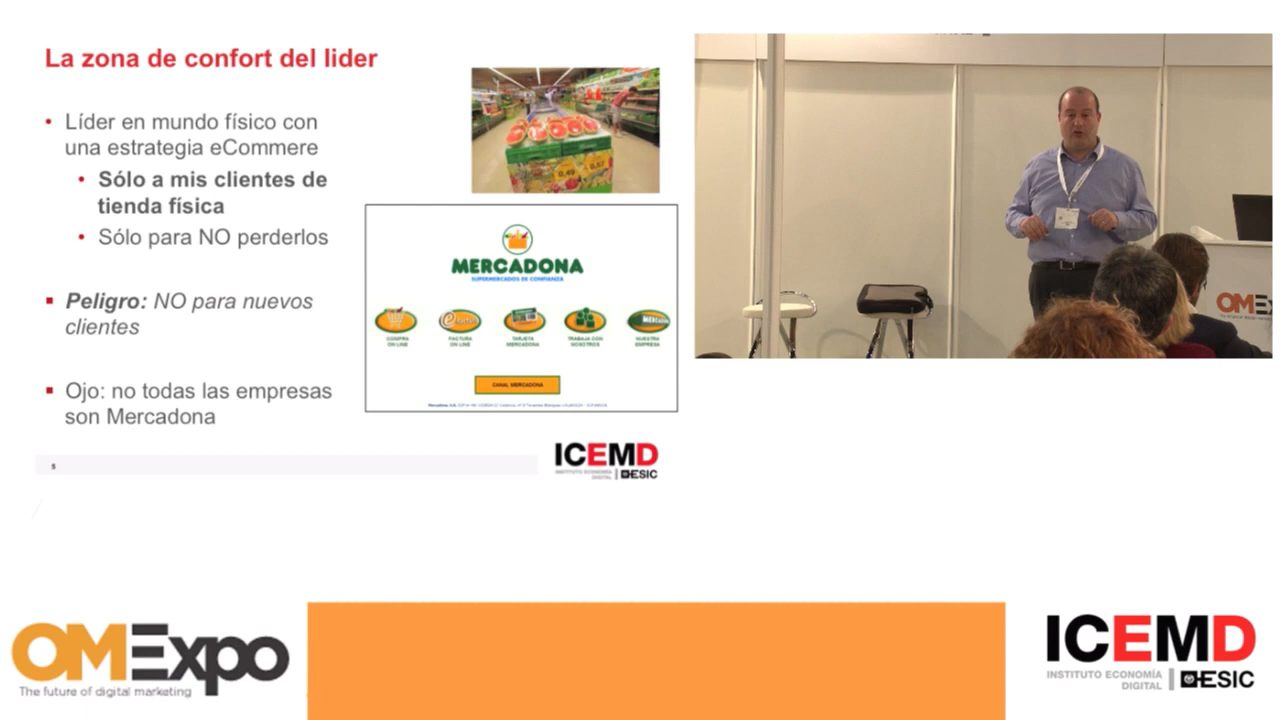 La zona de confort del lider
• Líder en mundo físico con
una estrategia eCommere
• Sólo a mis clientes de
tienda física
• Sólo para NO perderlos
▪ Peligro: NO para nuevos
clientes
▪ Ojo: no todas las empresas
son Mercadona
0,49
0,57
MERCADONA
SUPERMERCADOS DE CONFIANZA
COMPRA
ON LINE
FACTURA
ON LINE
TARJETA
MERCADONA
TRABAJA CON
NOSOTROS
NUESTRA
EMPRESA
CANAL MERCADONA
5
ICEMD
INSTITUTO ECONOMÍA
DIGITAL
ESIC
OMEx
OMExpo
The future of digital marketing
ICEMD
INSTITUTO ECONOMÍA
DIGITAL
ESIC